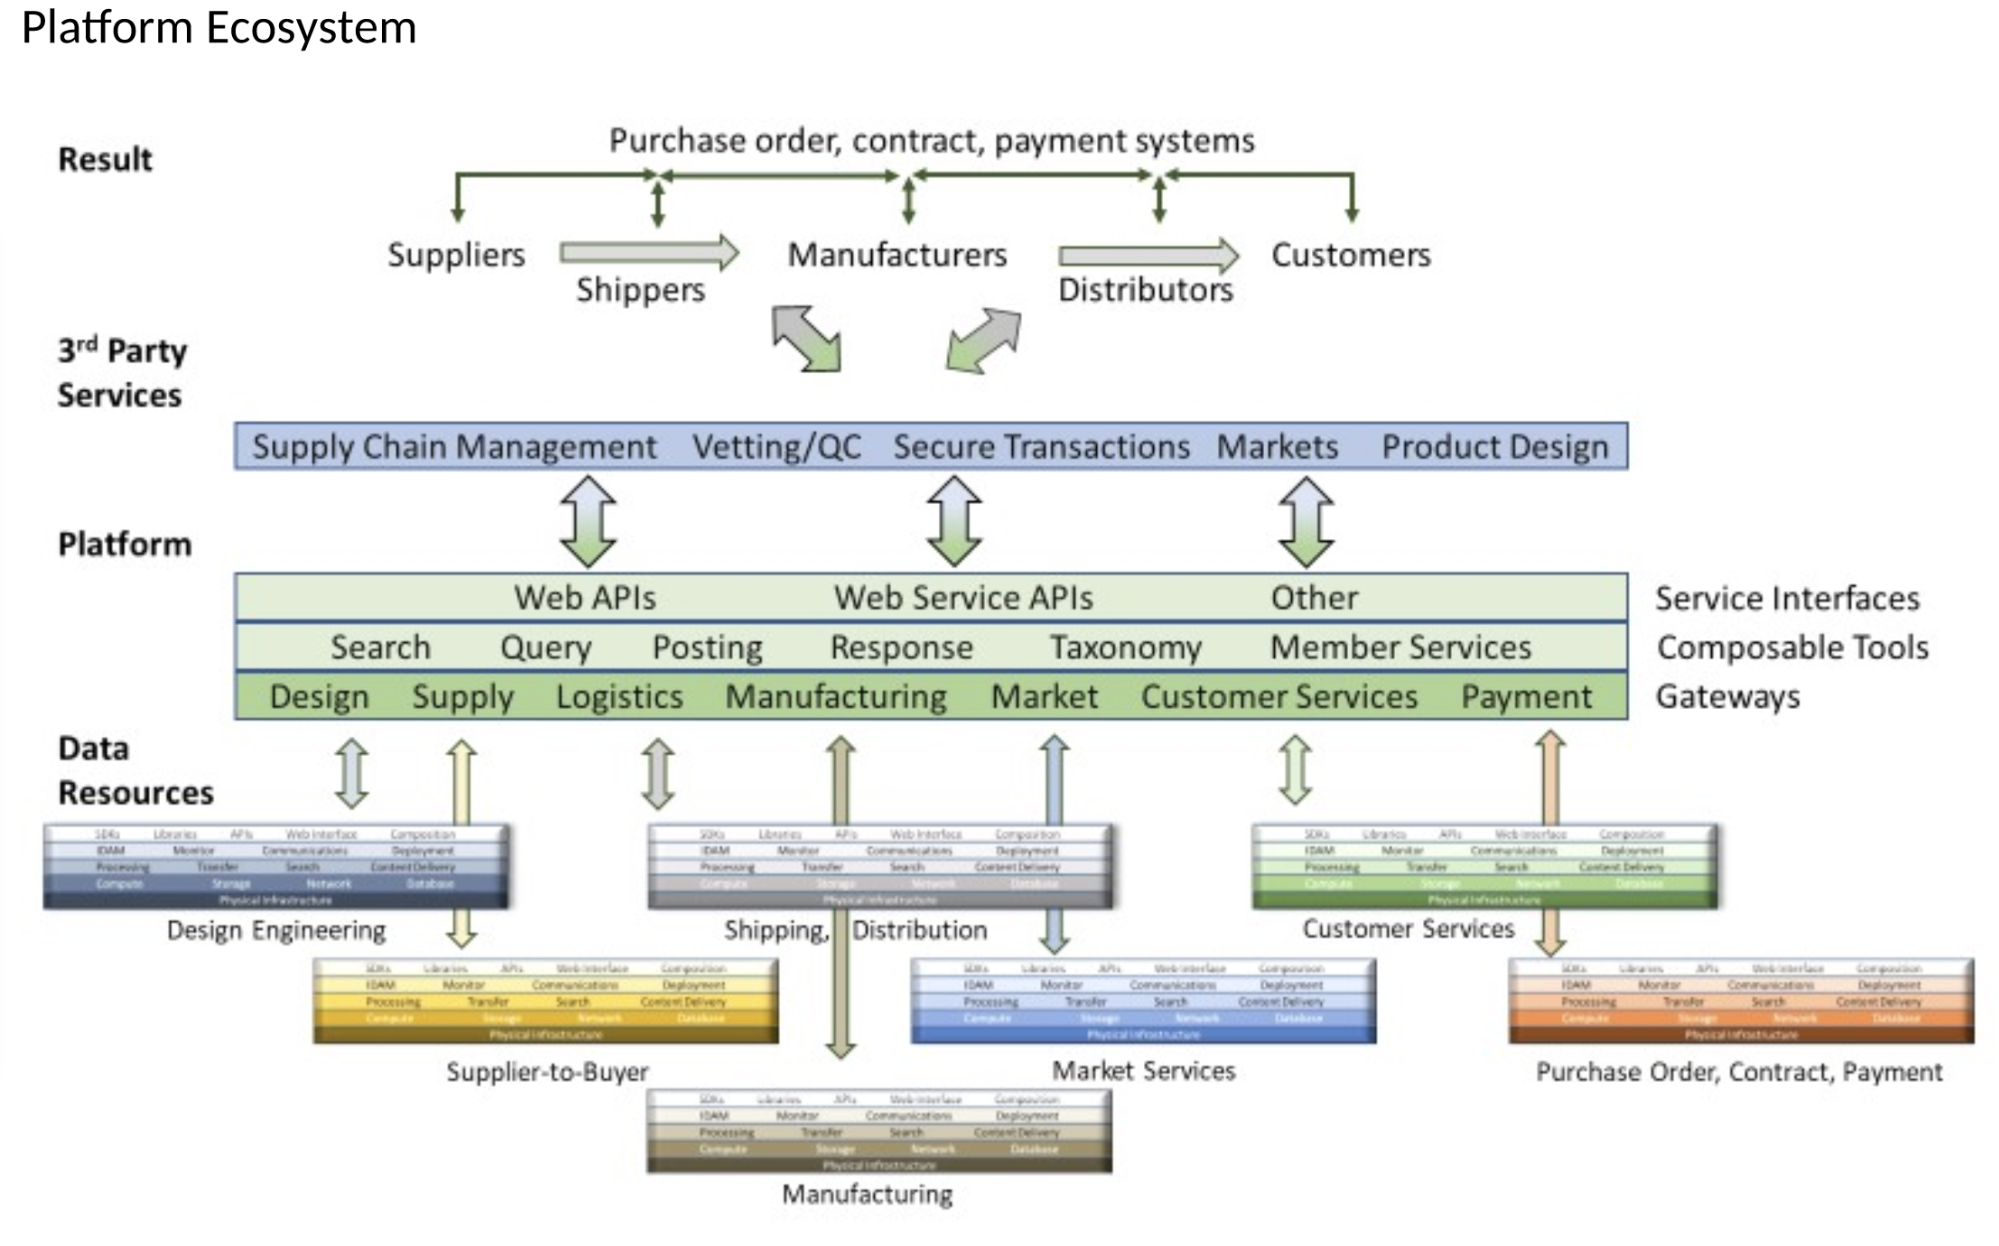 Platform Ecosystem
Result
Purchase order, contract, payment systems
Suppliers
Manufacturers
Customers
Shippers
Distributors
3rd Party
Services
Supply Chain Management Vetting/QC Secure Transactions Markets Product Design
Platform
Web APIs Web Service APIs Other
Service Interfaces
Search Query Posting Response Taxonomy Member Services
Composable Tools
Design Supply Logistics Manufacturing Market Customer Services Payment
Gateways
Data
Resources
SDKs Libraries APIs Web Interface Composition
IDAM Monitor Communications Deployment
Processing Transfer Search Content Delivery
Compute Storage Network Database
Physical Infrastructure
Design Engineering
SDKs Libraries APIs Web Interface Composition
IDAM Monitor Communications Deployment
Processing Transfer Search Content Delivery
Compute Storage Network Database
Physical Infrastructure
Shipping, Distribution
SDKs Libraries APIs Web Interface Composition
IDAM Monitor Communications Deployment
Processing Transfer Search Content Delivery
Compute Storage Network Database
Physical Infrastructure
Customer Services
SDKs Libraries APIs Web Interface Composition
IDAM Monitor Communications Deployment
Processing Transfer Search Content Delivery
Compute Storage Network Database
Physical Infrastructure
Supplier-to-Buyer
SDKs Libraries APIs Web Interface Composition
IDAM Monitor Communications Deployment
Processing Transfer Search Content Delivery
Compute Storage Network Database
Physical Infrastructure
Market Services
SDKs Libraries APIs Web Interface Composition
IDAM Monitor Communications Deployment
Processing Transfer Search Content Delivery
Compute Storage Network Database
Physical Infrastructure
Purchase Order, Contract, Payment
SDKs Libraries APIs Web Interface Composition
IDAM Monitor Communications Deployment
Processing Transfer Search Content Delivery
Compute Storage Network Database
Physical Infrastructure
Manufacturing